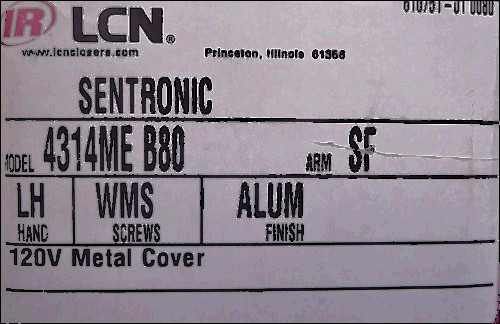 IR LCN®
www.lcnclosers.com Princeton, Illinois 61356
SENTRONIC
MODEL 4314ME B80 ARM SF
LH WMS ALUM
HAND SCREWS FINISH
120V Metal Cover